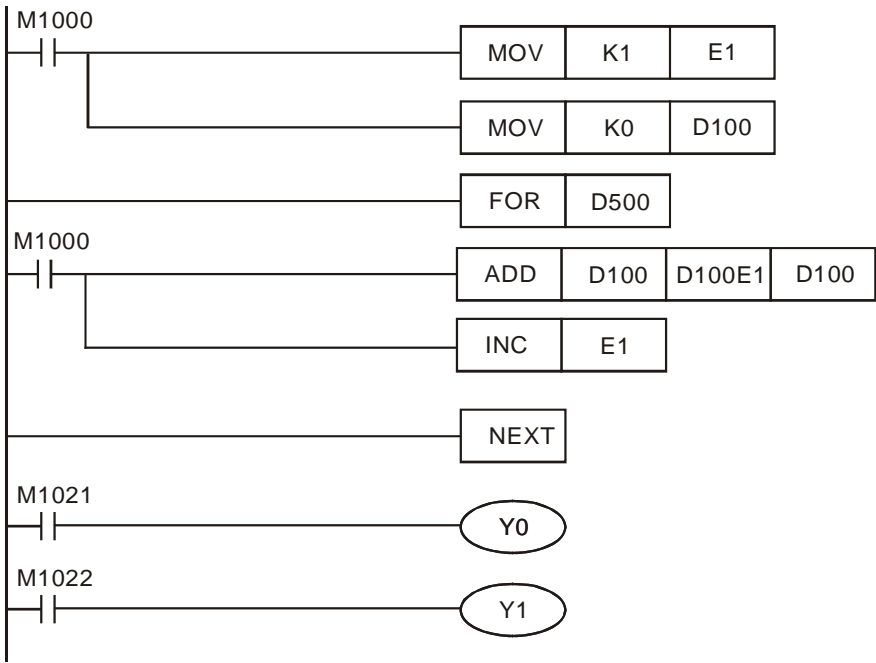 M1000
MOV K1 E1
MOV K0 D100
FOR D500
M1000
ADD D100 D100E1 D100
INC E1
NEXT
M1021
Y0
M1022
Y1